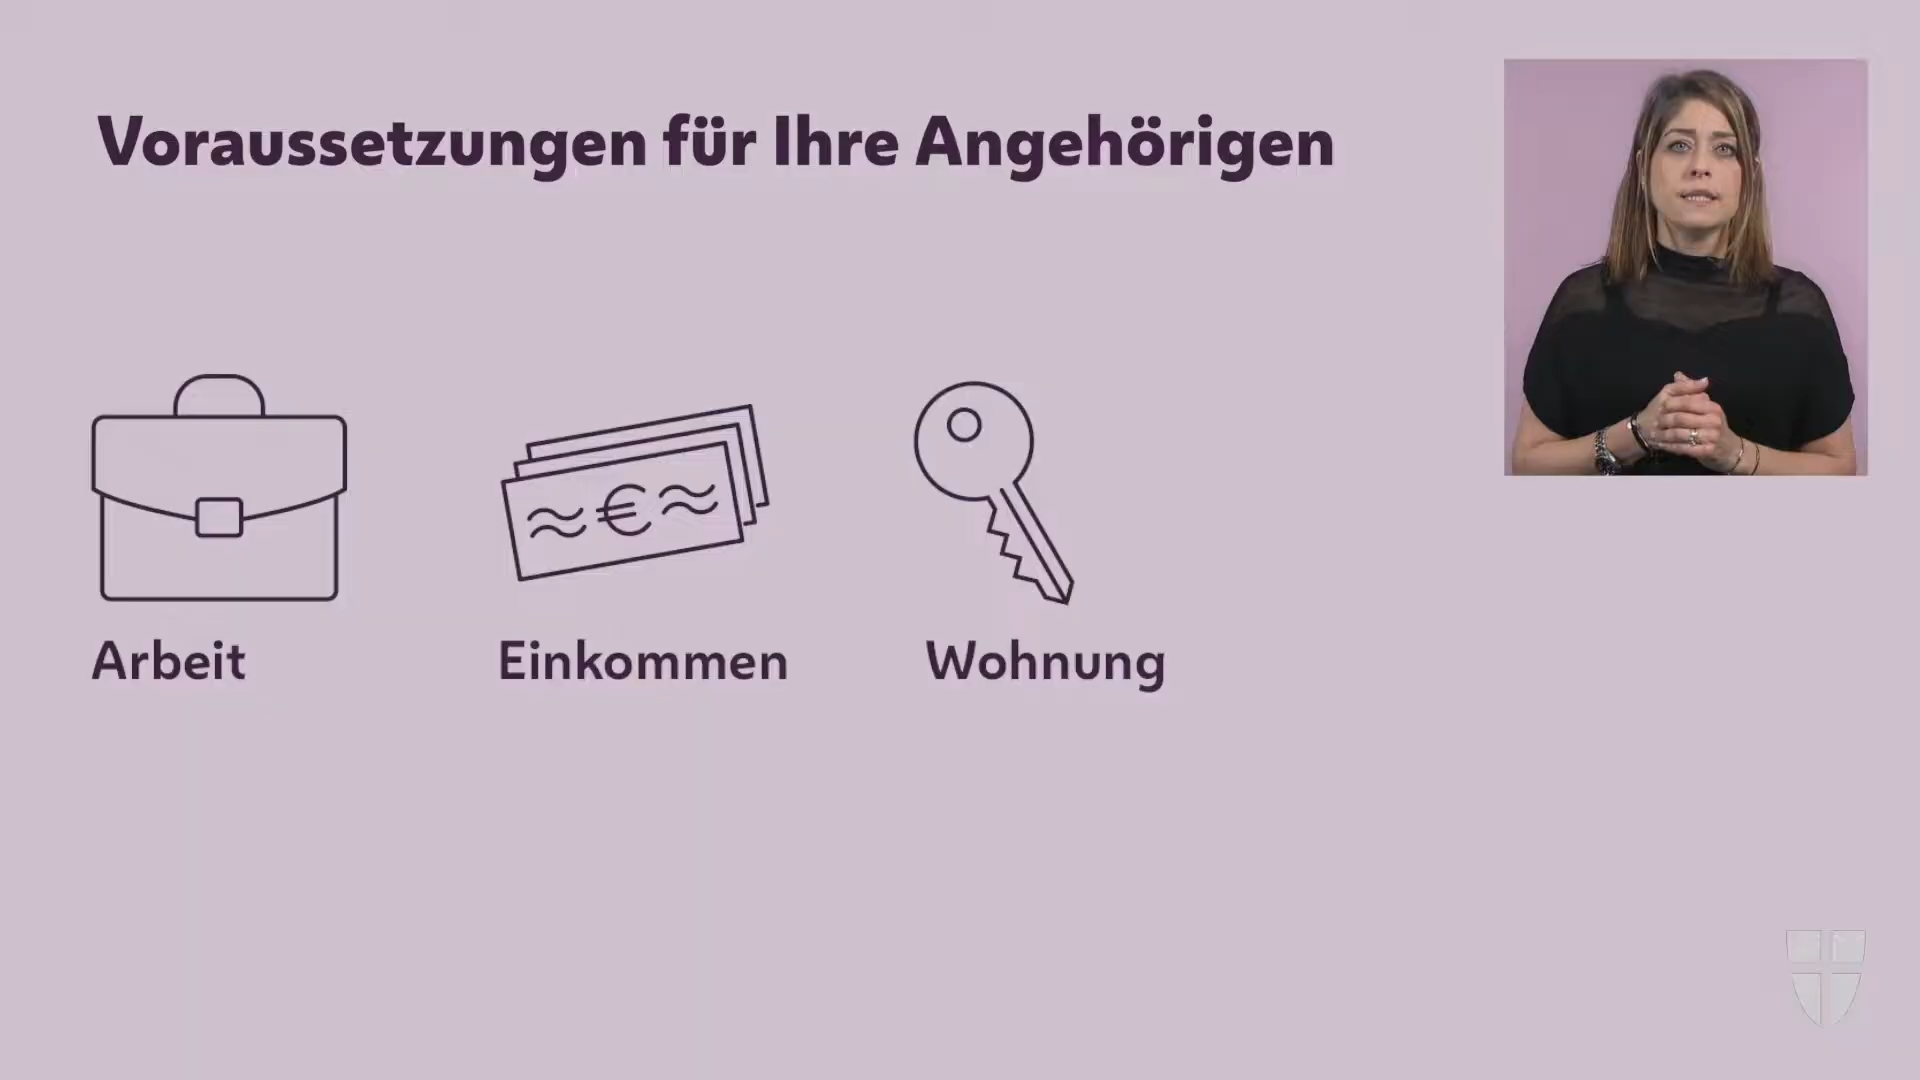 Voraussetzungen für Ihre Angehörigen
€
Arbeit
Einkommen
Wohnung